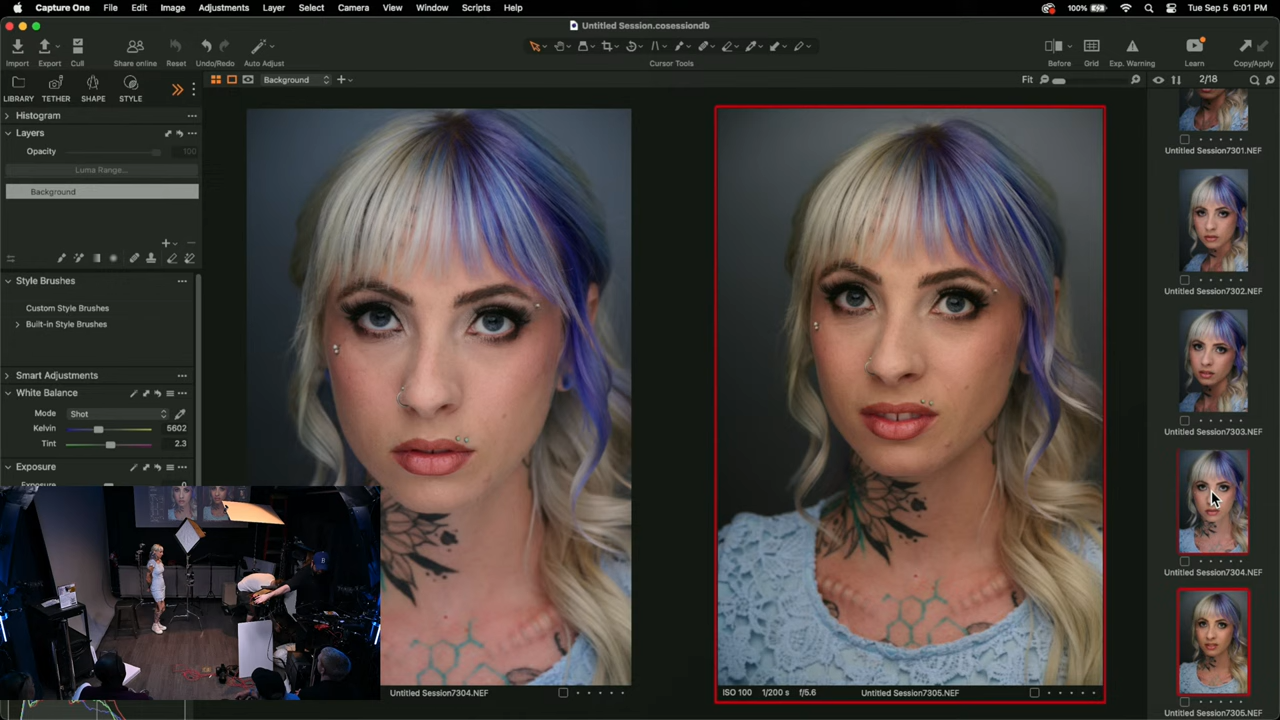 Capture One File Edit Image Adjustments Layer Select Camera View Window Scripts Help 100% Tue Sep 5 6:01 PM
Untitled Session.cosessiondb
Import Export Cull Share online Reset Undo/Redo Auto Adjust Cursor Tools Before Grid Exp. Warning Learn Copy/Apply
LIBRARY TETHER SHAPE STYLE
Background
Fit
2/18
Histogram
Layers
Opacity 100
Luma Range...
Background
Style Brushes
Custom Style Brushes
Built-in Style Brushes
Smart Adjustments
White Balance
Mode Shot
Kelvin 5602
Tint 2.3
Exposure
Exposure 0
Untitled Session7304.NEF
ISO 100 1/200 s f/5.6 Untitled Session7305.NEF
Untitled Session7301.NEF
Untitled Session7302.NEF
Untitled Session7303.NEF
Untitled Session7304.NEF
Untitled Session7305.NEF